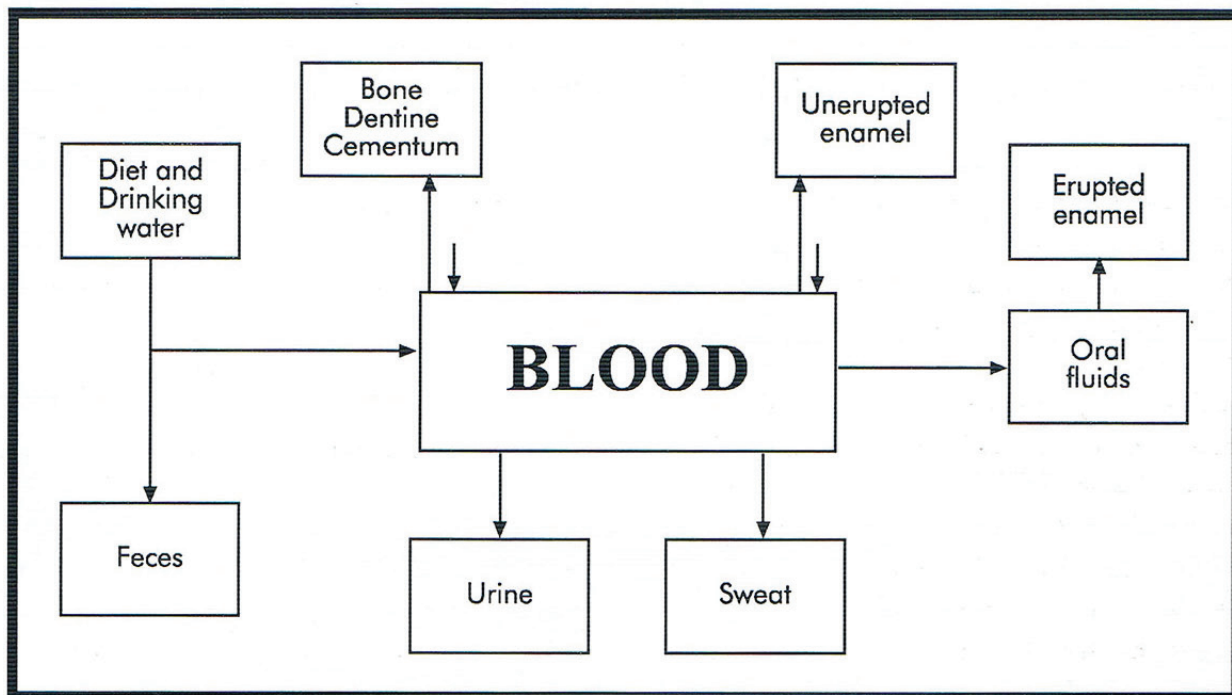 Bone
Dentine
Cementum
Unerupted
enamel
Diet and
Drinking
water
Erupted
enamel
BLOOD
Oral
fluids
Feces
Urine
Sweat